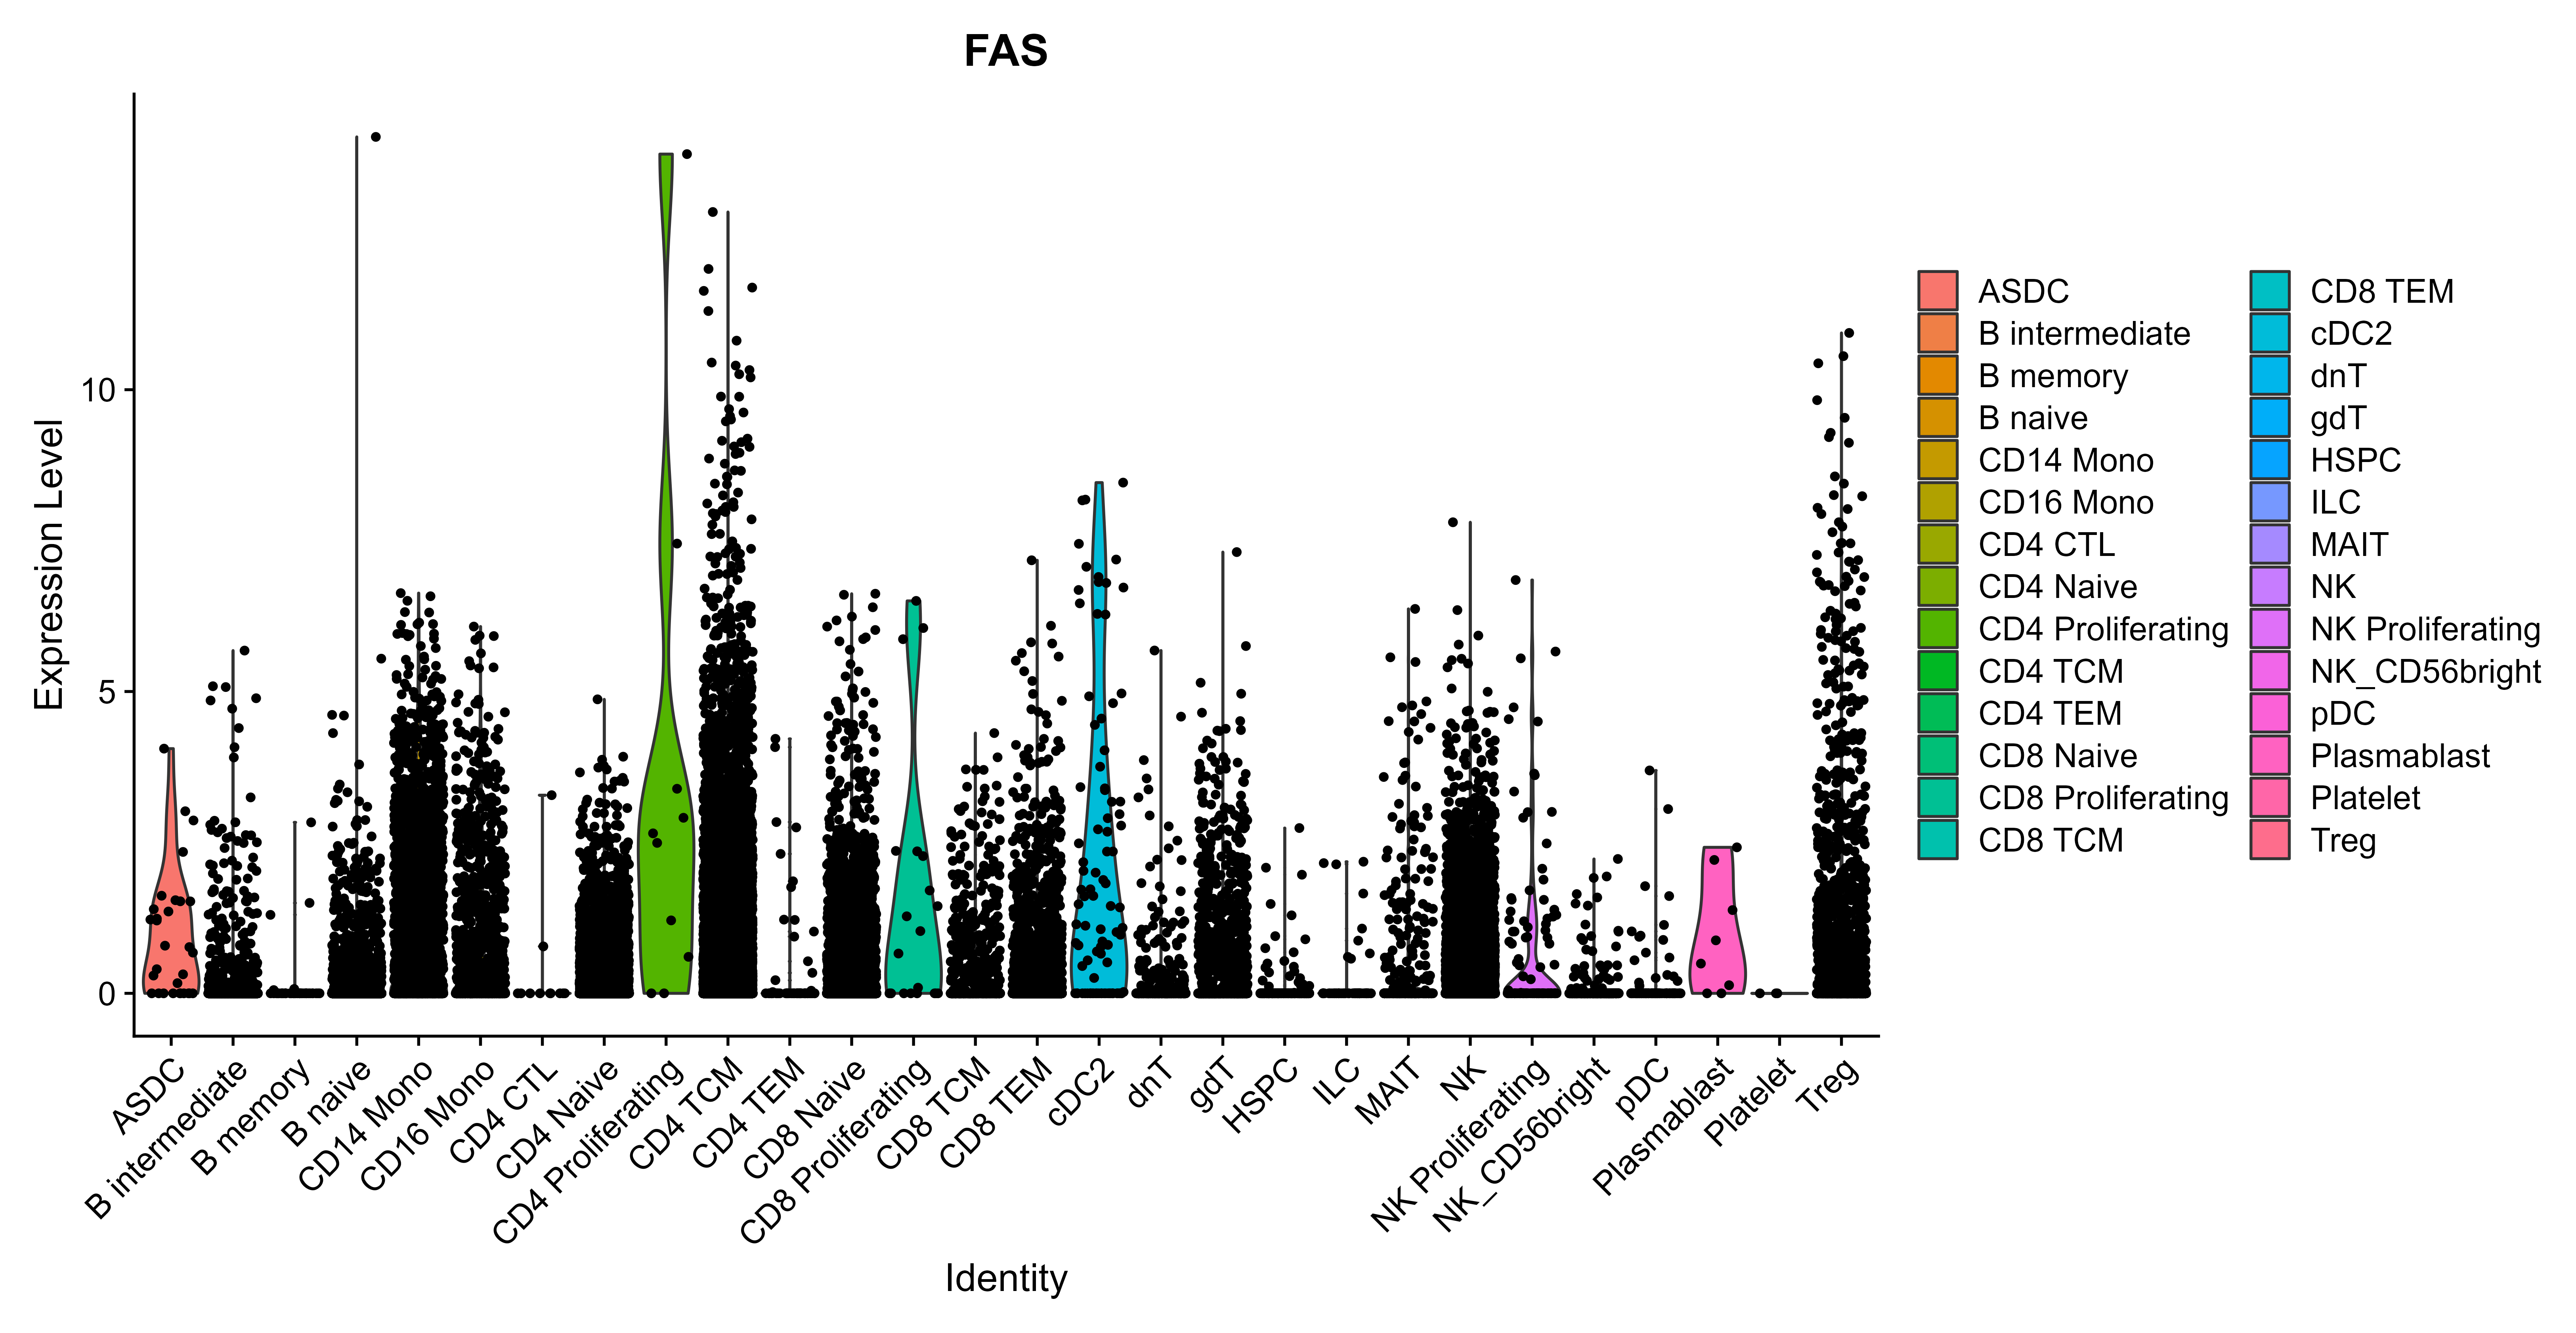 FAS
Expression Level
10
5
0
ASDC
B intermediate
B memory
B naive
CD14 Mono
CD16 Mono
CD4 CTL
CD4 Naive
CD4 Proliferating
CD4 TCM
CD4 TEM
CD8 Naive
CD8 Proliferating
CD8 TCM
CD8 TEM
cDC2
dnT
gdT
HSPC
ILC
MAIT
NK
NK Proliferating
NK_CD56bright
pDC
Plasmablast
Platelet
Treg
Identity
ASDC
B intermediate
B memory
B naive
CD14 Mono
CD16 Mono
CD4 CTL
CD4 Naive
CD4 Proliferating
CD4 TCM
CD4 TEM
CD8 Naive
CD8 Proliferating
CD8 TCM
CD8 TEM
cDC2
dnT
gdT
HSPC
ILC
MAIT
NK
NK Proliferating
NK_CD56bright
pDC
Plasmablast
Platelet
Treg